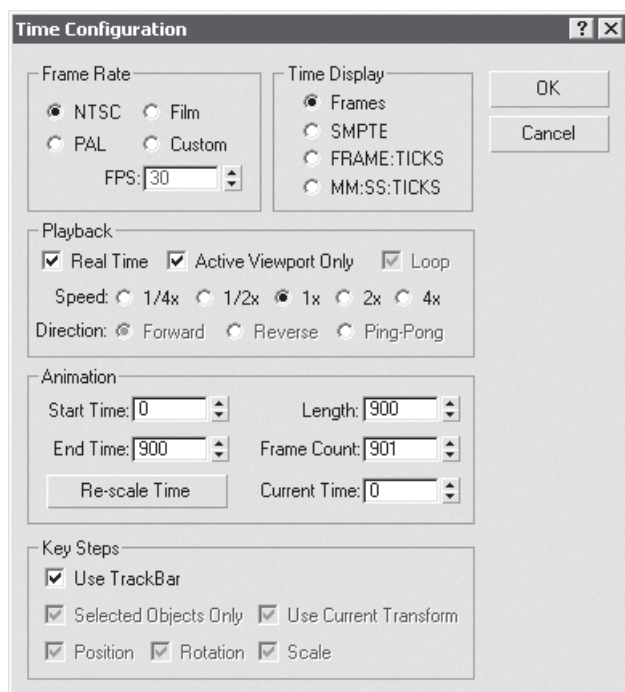 Time Configuration
Frame Rate
NTSC Film
PAL Custom
FPS: 30
Time Display
Frames
SMPTE
FRAME:TICKS
MM:SS:TICKS
OK
Cancel
Playback
Real Time Active Viewport Only Loop
Speed: 1/4x 1/2x 1x 2x 4x
Direction: Forward Reverse Ping-Pong
Animation
Start Time: 0 Length: 900
End Time: 900 Frame Count: 901
Re-scale Time Current Time: 0
Key Steps
Use TrackBar
Selected Objects Only Use Current Transform
Position Rotation Scale